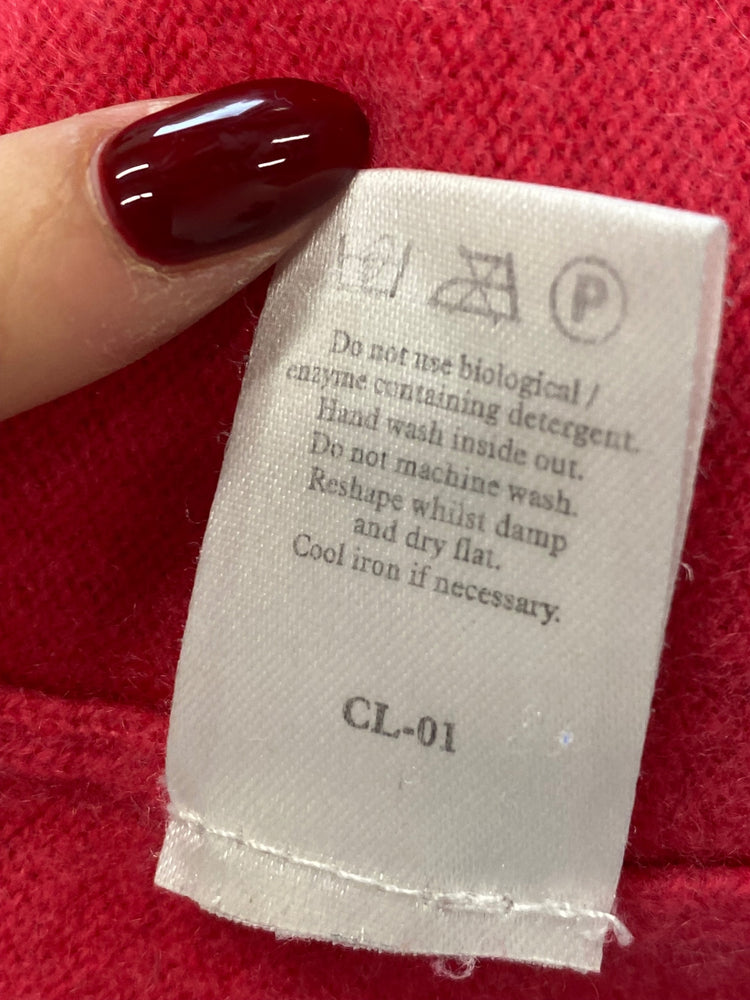 P
Do not use biological /
enzyme containing detergent.
Hand wash inside out.
Do not machine wash.
Reshape whilst damp
and dry flat.
Cool iron if necessary.
CL-01